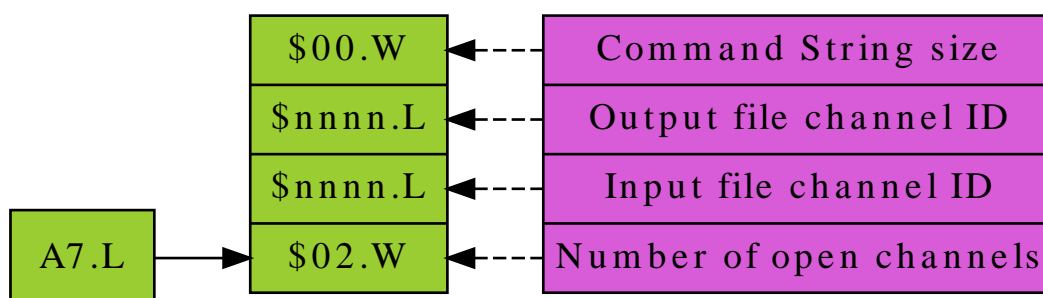 $00.W Command String size
$nnnn.L Output file channel ID
$nnnn.L Input file channel ID
A7.L $02.W Number of open channels